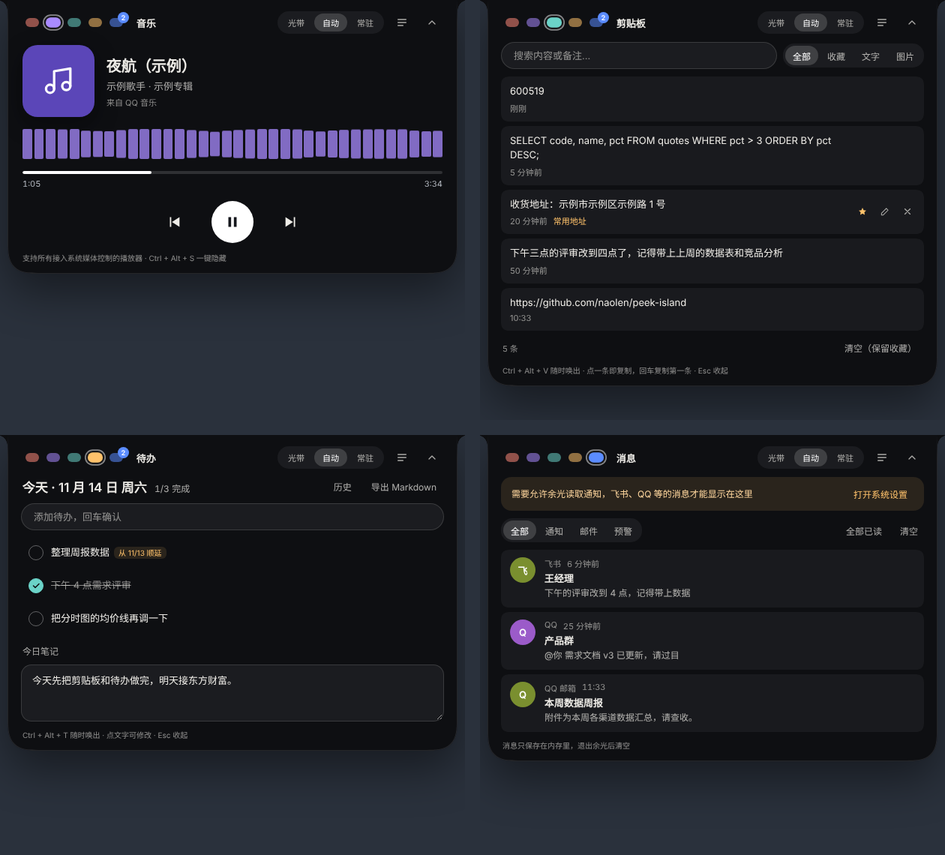 2
音乐
光带 自动 常驻
夜航（示例）
示例歌手 · 示例专辑
来自 QQ 音乐
1:05 3:34
支持所有接入系统媒体控制的播放器 · Ctrl + Alt + S 一键隐藏
2
剪贴板
光带 自动 常驻
搜索内容或备注...
全部 收藏 文字 图片
600519
刚刚
SELECT code, name, pct FROM quotes WHERE pct > 3 ORDER BY pct
DESC;
5 分钟前
收货地址：示例市示例区示例路 1 号
20 分钟前 常用地址
下午三点的评审改到四点了，记得带上上周的数据表和竞品分析
50 分钟前
https://github.com/naolen/peek-island
10:33
5 条 清空（保留收藏）
Ctrl + Alt + V 随时唤出 · 点一条即复制，回车复制第一条 · Esc 收起
2
待办
光带 自动 常驻
今天 · 11 月 14 日 周六 1/3 完成 历史 导出 Markdown
添加待办，回车确认
整理周报数据 从 11/13 顺延
下午 4 点需求评审
把分时图的均价线再调一下
今日笔记
今天先把剪贴板和待办做完，明天接东方财富。
Ctrl + Alt + T 随时唤出 · 点文字可修改 · Esc 收起
消息
光带 自动 常驻
需要允许余光读取通知，飞书、QQ 等的消息才能显示在这里 打开系统设置
全部 通知 邮件 预警 全部已读 清空
飞
飞书 6 分钟前
王经理
下午的评审改到 4 点，记得带上数据
Q
QQ 25 分钟前
产品群
@你 需求文档 v3 已更新，请过目
Q
QQ 邮箱 11:33
本周数据周报
附件为本周各渠道数据汇总，请查收。
消息只保存在内存里，退出余光后清空